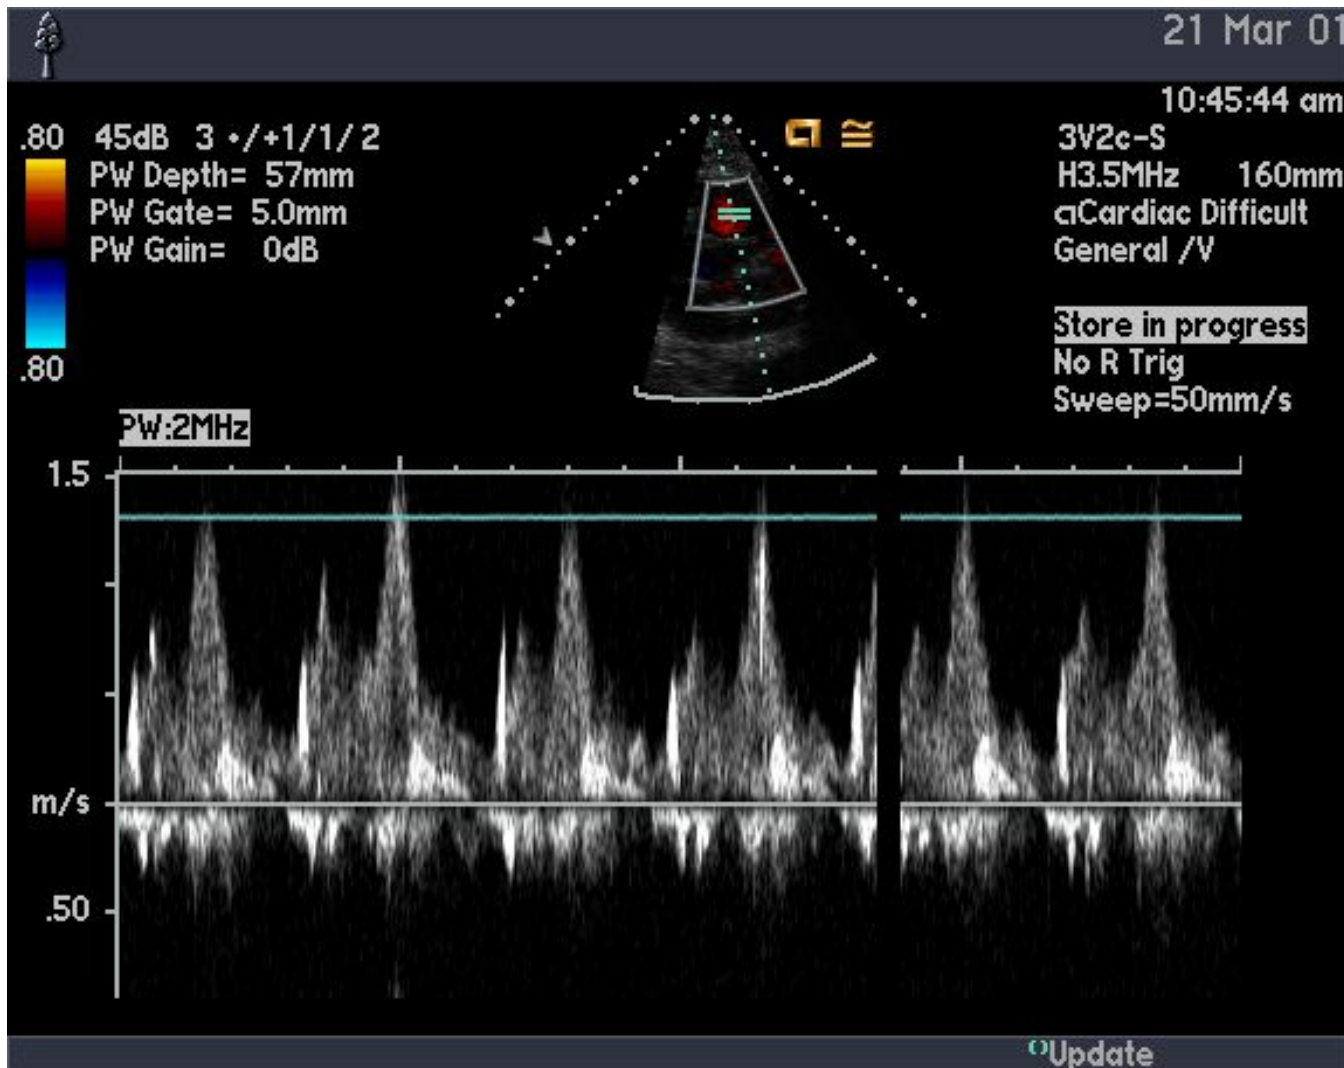 21 Mar 01
10:45:44 am
.80
45dB 3 •/+1/1/2
PW Depth= 57mm
PW Gate= 5.0mm
PW Gain= 0dB
.80
3V2c-S
H3.5MHz 160mm
Cardiac Difficult
General /V
Store in progress
No R Trig
Sweep=50mm/s
PW:2MHz
1.5
m/s
.50
Update